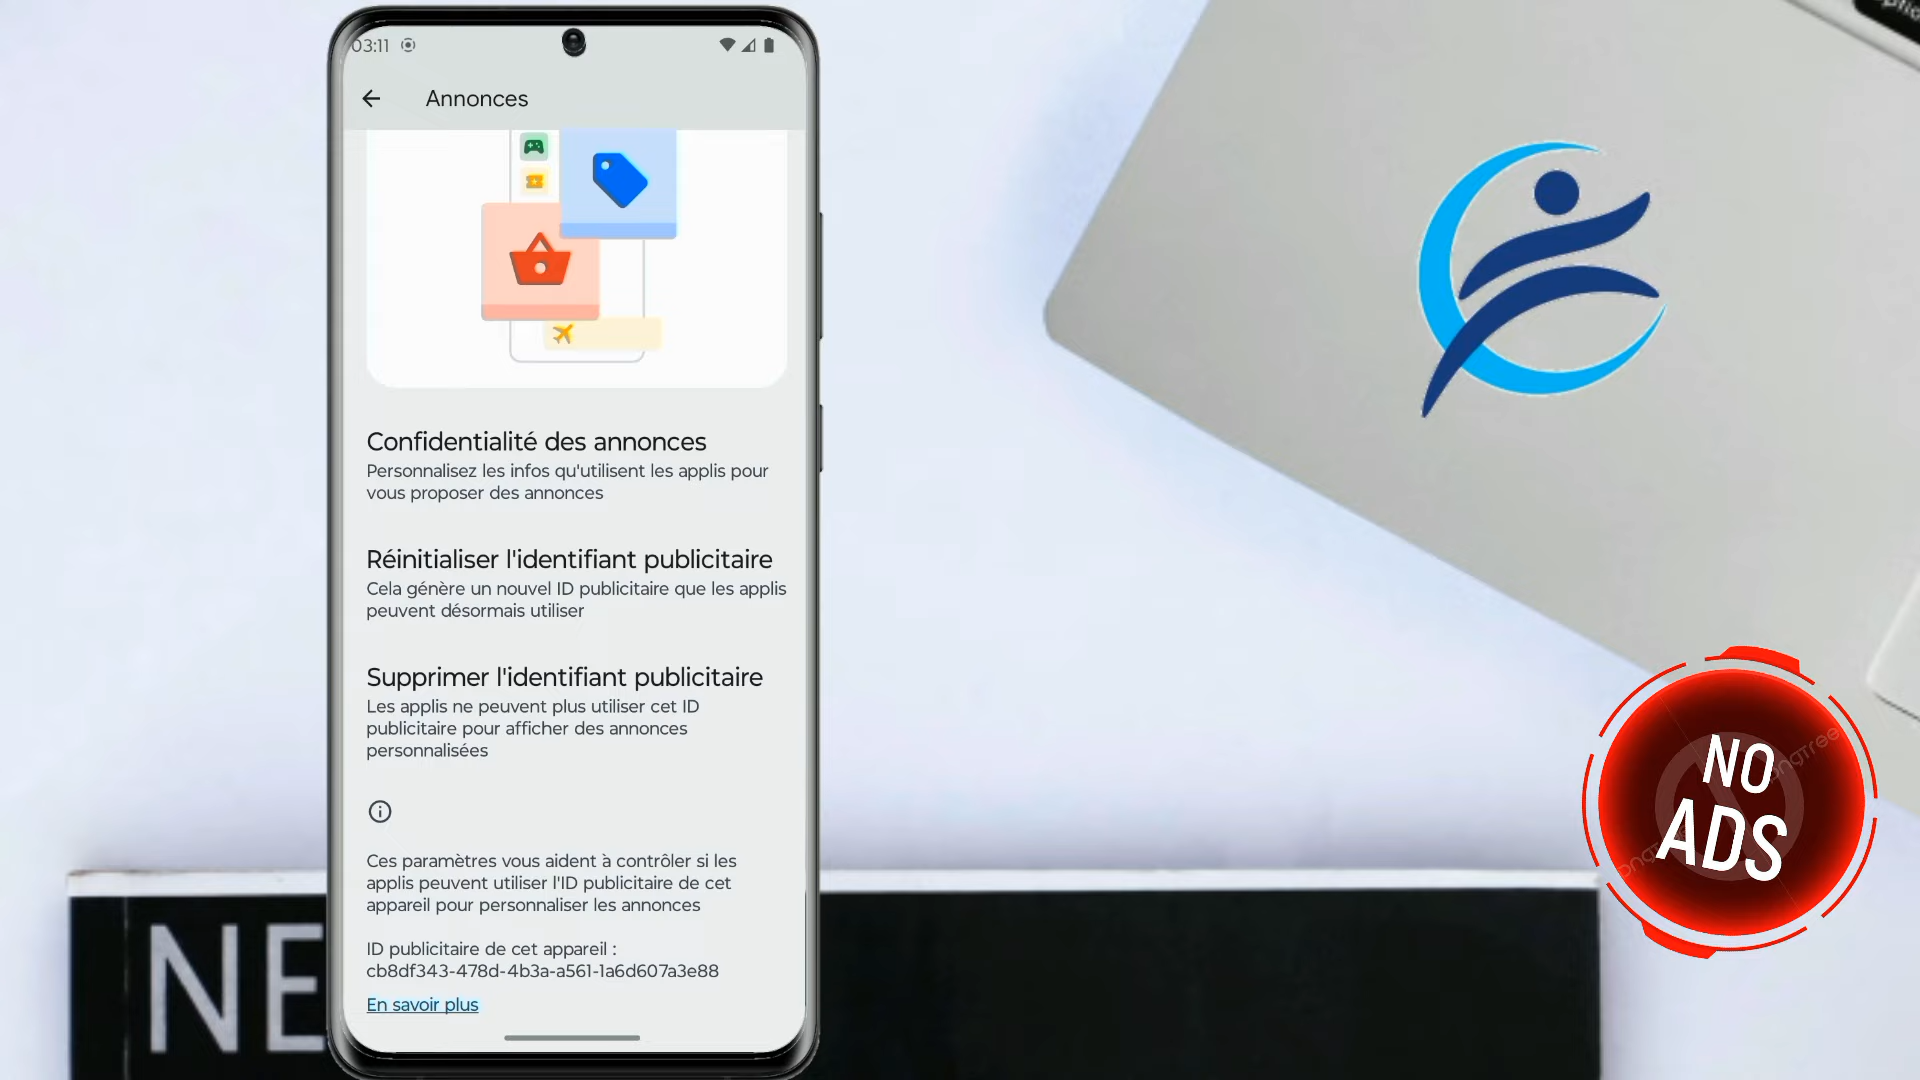 03:11
Annonces
Confidentialité des annonces
Personnalisez les infos qu'utilisent les applis pour
vous proposer des annonces
Réinitialiser l'identifiant publicitaire
Cela génère un nouvel ID publicitaire que les applis
peuvent désormais utiliser
Supprimer l'identifiant publicitaire
Les applis ne peuvent plus utiliser cet ID
publicitaire pour afficher des annonces
personnalisées
Ces paramètres vous aident à contrôler si les
applis peuvent utiliser l'ID publicitaire de cet
appareil pour personnaliser les annonces
ID publicitaire de cet appareil :
cb8df343-478d-4b3a-a561-1a6d607a3e88
En savoir plus
NO
ADS
NE